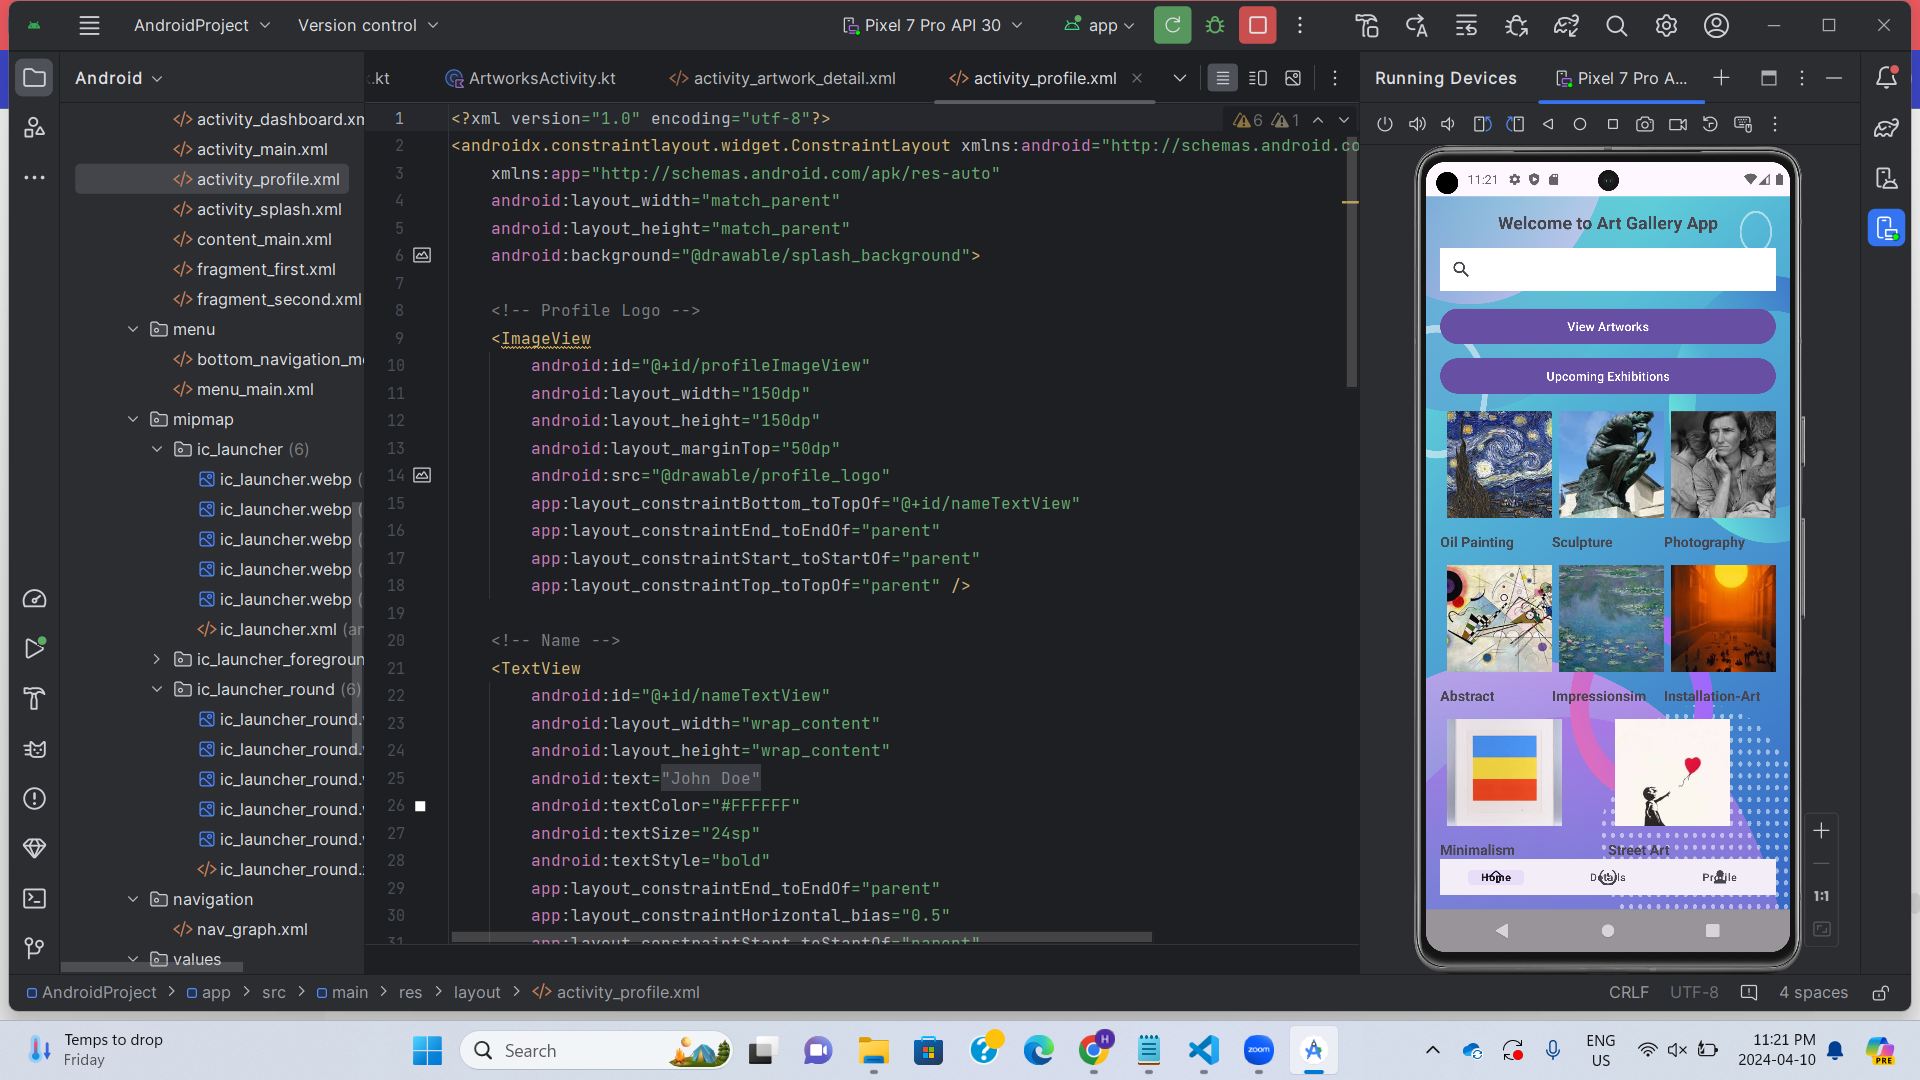 AndroidProject
Version control
Pixel 7 Pro API 30
app
Android
.kt
ArtworksActivity.kt
activity_artwork_detail.xml
activity_profile.xml
Running Devices
Pixel 7 Pro A...
activity_dashboard.xm
activity_main.xml
activity_profile.xml
activity_splash.xml
content_main.xml
fragment_first.xml
fragment_second.xml
menu
bottom_navigation_me
menu_main.xml
mipmap
ic_launcher (6)
ic_launcher.webp (
ic_launcher.webp (
ic_launcher.webp (
ic_launcher.webp (
ic_launcher.webp (
ic_launcher.xml (an
ic_launcher_foregroun
ic_launcher_round (6)
ic_launcher_round.
ic_launcher_round.
ic_launcher_round.
ic_launcher_round.
ic_launcher_round.
ic_launcher_round.
navigation
nav_graph.xml
values
6 1
1 <?xml version="1.0" encoding="utf-8"?>
2 <androidx.constraintlayout.widget.ConstraintLayout xmlns:android="http://schemas.android.co
3 xmlns:app="http://schemas.android.com/apk/res-auto"
4 android:layout_width="match_parent"
5 android:layout_height="match_parent"
6 android:background="@drawable/splash_background">
7
8 <!-- Profile Logo -->
9 <ImageView
10 android:id="@+id/profileImageView"
11 android:layout_width="150dp"
12 android:layout_height="150dp"
13 android:layout_marginTop="50dp"
14 android:src="@drawable/profile_logo"
15 app:layout_constraintBottom_toTopOf="@+id/nameTextView"
16 app:layout_constraintEnd_toEndOf="parent"
17 app:layout_constraintStart_toStartOf="parent"
18 app:layout_constraintTop_toTopOf="parent" />
19
20 <!-- Name -->
21 <TextView
22 android:id="@+id/nameTextView"
23 android:layout_width="wrap_content"
24 android:layout_height="wrap_content"
25 android:text="John Doe"
26 android:textColor="#FFFFFF"
27 android:textSize="24sp"
28 android:textStyle="bold"
29 app:layout_constraintEnd_toEndOf="parent"
30 app:layout_constraintHorizontal_bias="0.5"
31 app:layout_constraintStart_toStartOf="parent"
11:21
Welcome to Art Gallery App
View Artworks
Upcoming Exhibitions
Oil Painting Sculpture Photography
Abstract Impressionsim Installation-Art
Minimalism Street Art
Home Details Profile
1:1
AndroidProject > app > src > main > res > layout > activity_profile.xml
CRLF UTF-8 4 spaces
Temps to drop
Friday
Search
H
zoom
ENG
US
11:21 PM
2024-04-10
PRE